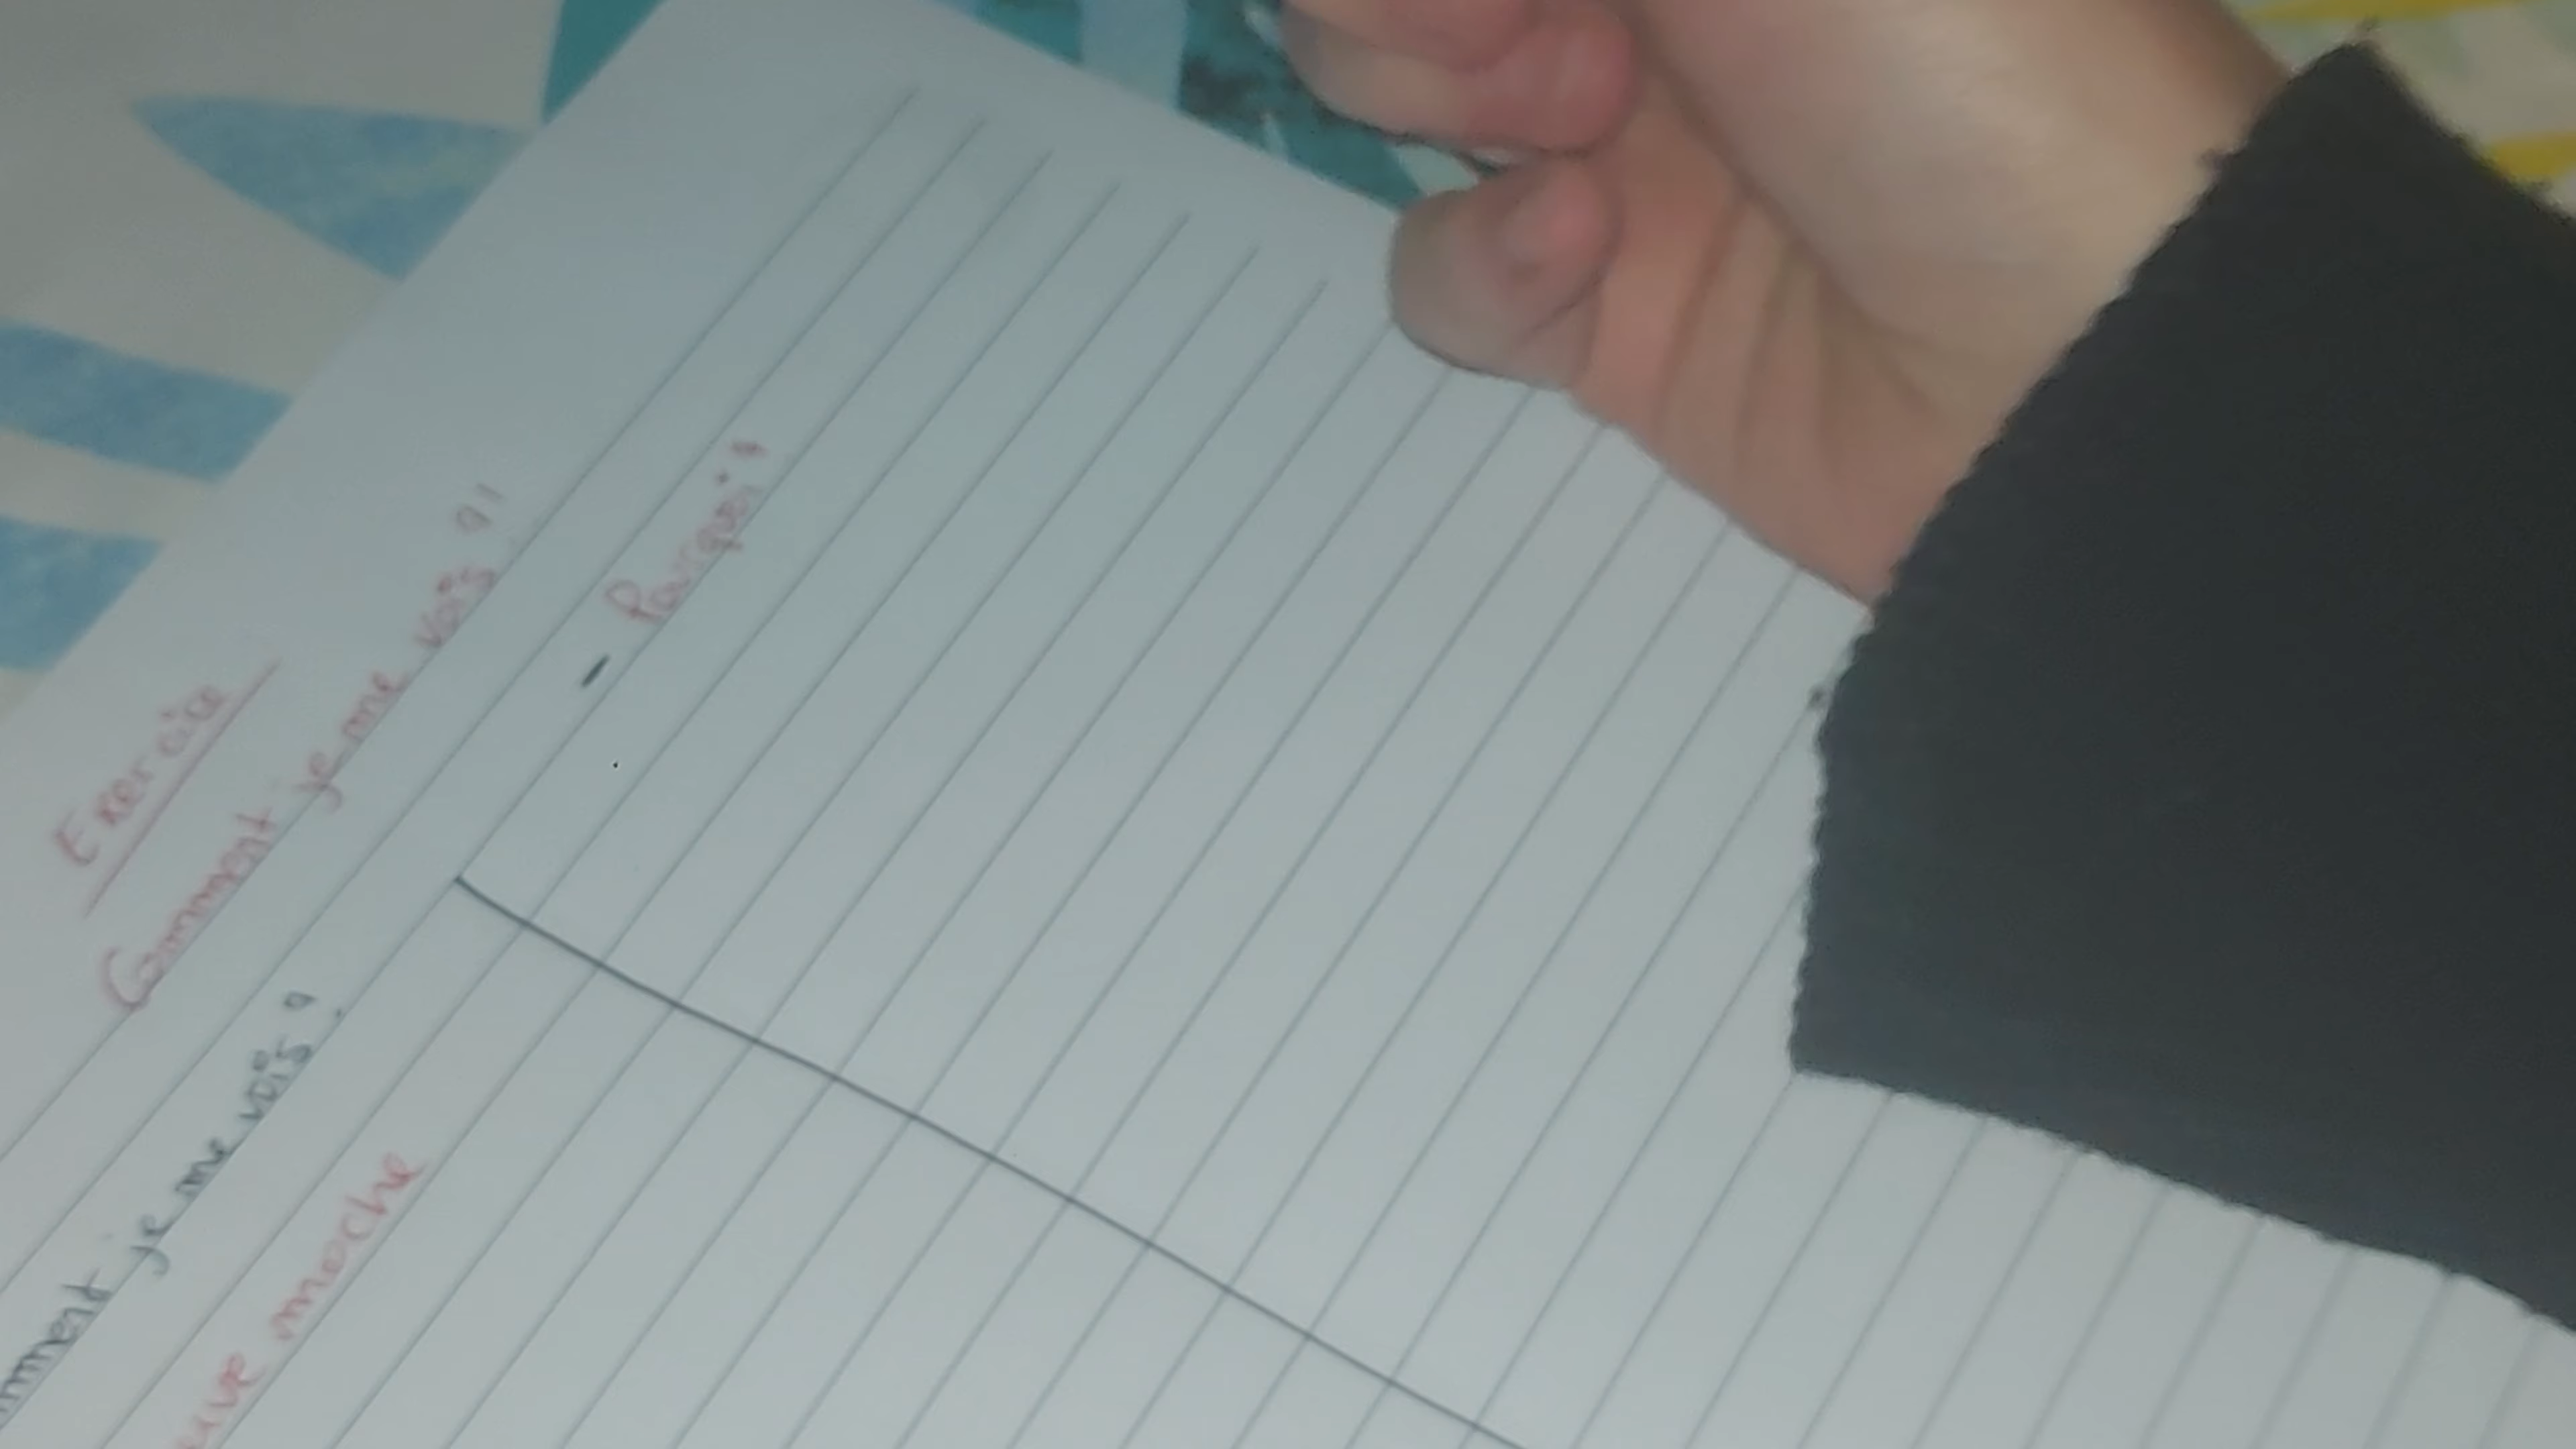 Exercice
Comment je me vois ?!
mment je me vois ?
- Pourquoi ?
uve moche